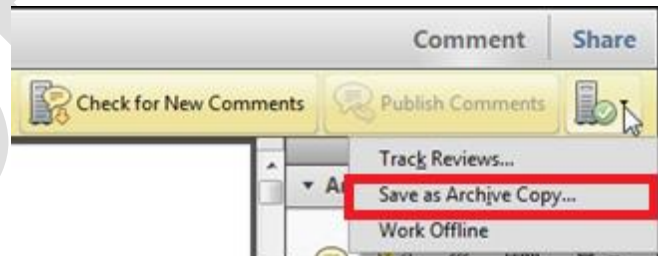 Comment Share
Check for New Comments Publish Comments
Track Reviews...
Save as Archive Copy...
Work Offline